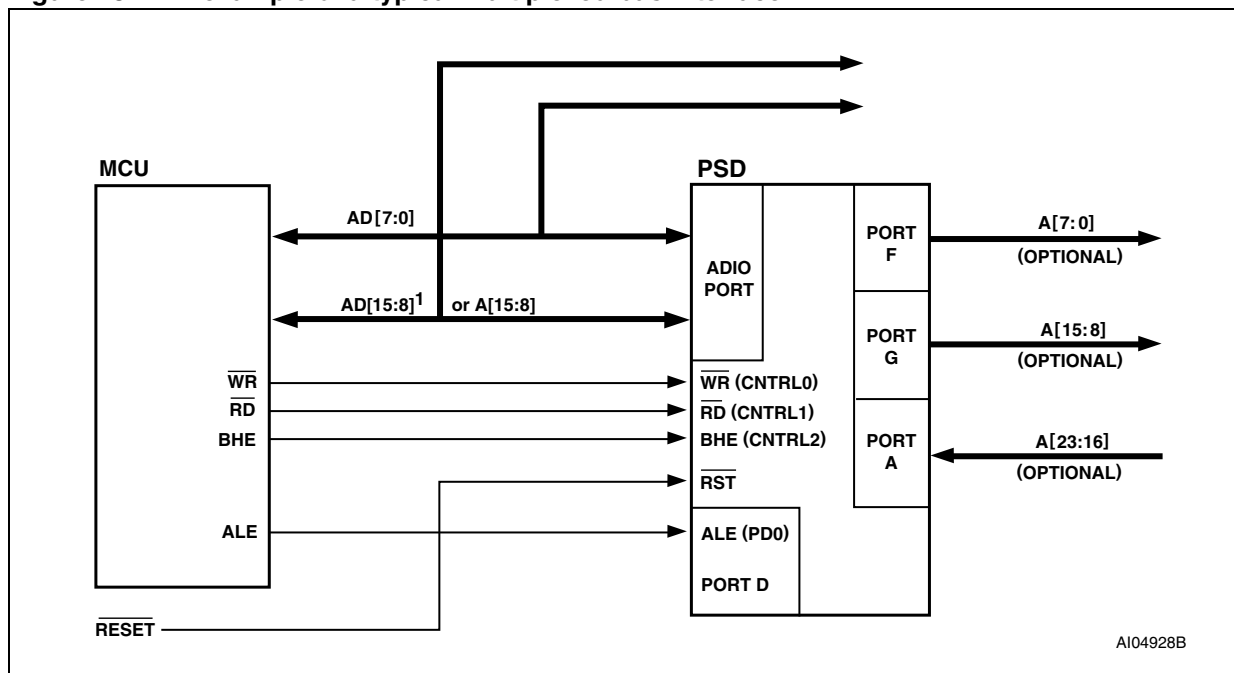 MCU
PSD
AD[7:0]
AD[15:8]1 or A[15:8]
WR
RD
BHE
ALE
RESET
ADIO
PORT
WR (CNTRL0)
RD (CNTRL1)
BHE (CNTRL2)
RST
ALE (PD0)
PORT D
PORT
F
PORT
G
PORT
A
A[7:0]
(OPTIONAL)
A[15:8]
(OPTIONAL)
A[23:16]
(OPTIONAL)
AI04928B